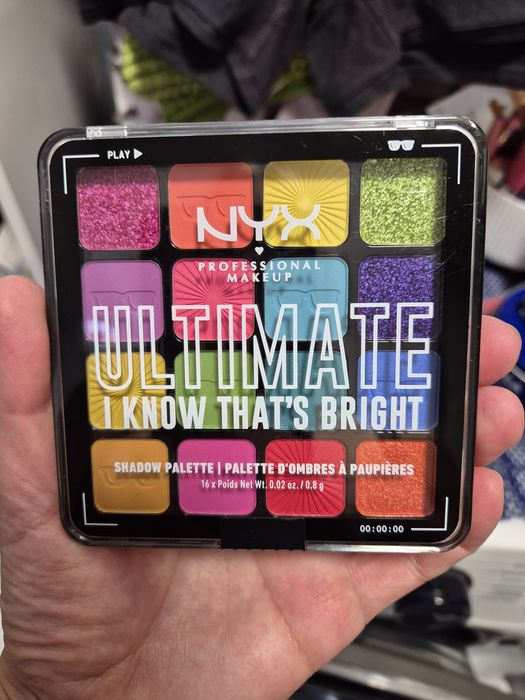 PLAY
NYX
PROFESSIONAL
MAKEUP
ULTIMATE
I KNOW THAT'S BRIGHT
SHADOW PALETTE | PALETTE D'OMBRES À PAUPIÈRES
16 x Poids Net Wt. 0.02 oz. / 0.8 g
00:00:00